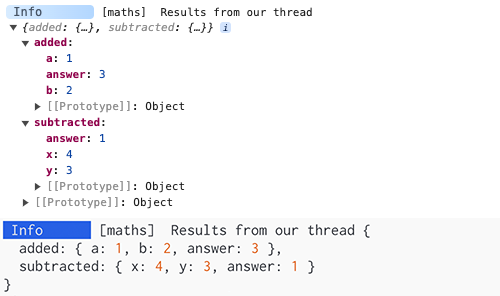 Info [maths] Results from our thread
▼ {added: {…}, subtracted: {…}} i
▼ added:
a: 1
answer: 3
b: 2
▶ [[Prototype]]: Object
▼ subtracted:
answer: 1
x: 4
y: 3
▶ [[Prototype]]: Object
▶ [[Prototype]]: Object
Info [maths] Results from our thread {
added: { a: 1, b: 2, answer: 3 },
subtracted: { x: 4, y: 3, answer: 1 }
}